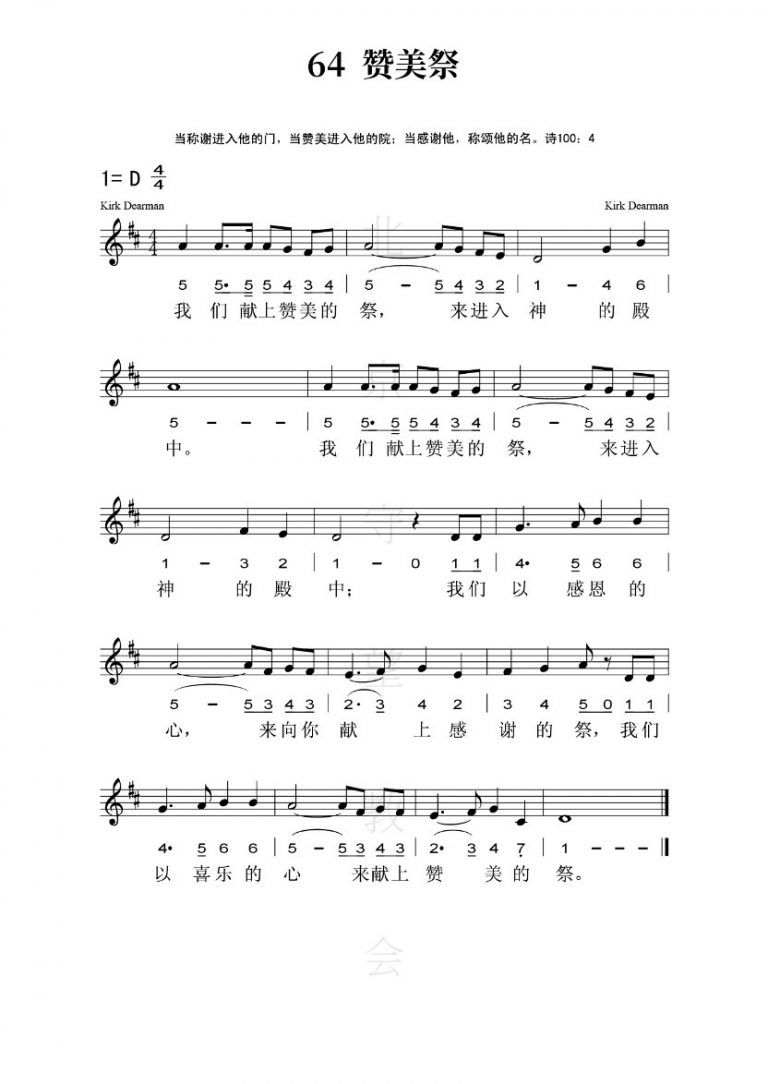 64 赞美祭
当称谢进入他的门，当赞美进入他的院；当感谢他，称颂他的名。诗100：4
1= D 4/4
Kirk Dearman Kirk Dearman
5 5· 5 5 4 3 4 | 5 – 5 4 3 2 | 1 – 4 6
我们献上赞美的祭， 来进入神的殿
5 – – – | 5 5· 5 5 4 3 4 | 5 – 5 4 3 2 |
中。 我们献上赞美的祭， 来进入
1 – 3 2 | 1 – 0 1 1 | 4· 5 6 6
神的殿中； 我们以感恩的
5 – 5 3 4 3 | 2· 3 4 2 | 3 4 5 0 1 1 |
心， 来向你献上感谢的祭，我们
4· 5 6 6 | 5 – 5 3 4 3 | 2· 3 4 7̣ | 1 – – – ‖
以喜乐的心 来献上赞美的祭。
北京守望教会